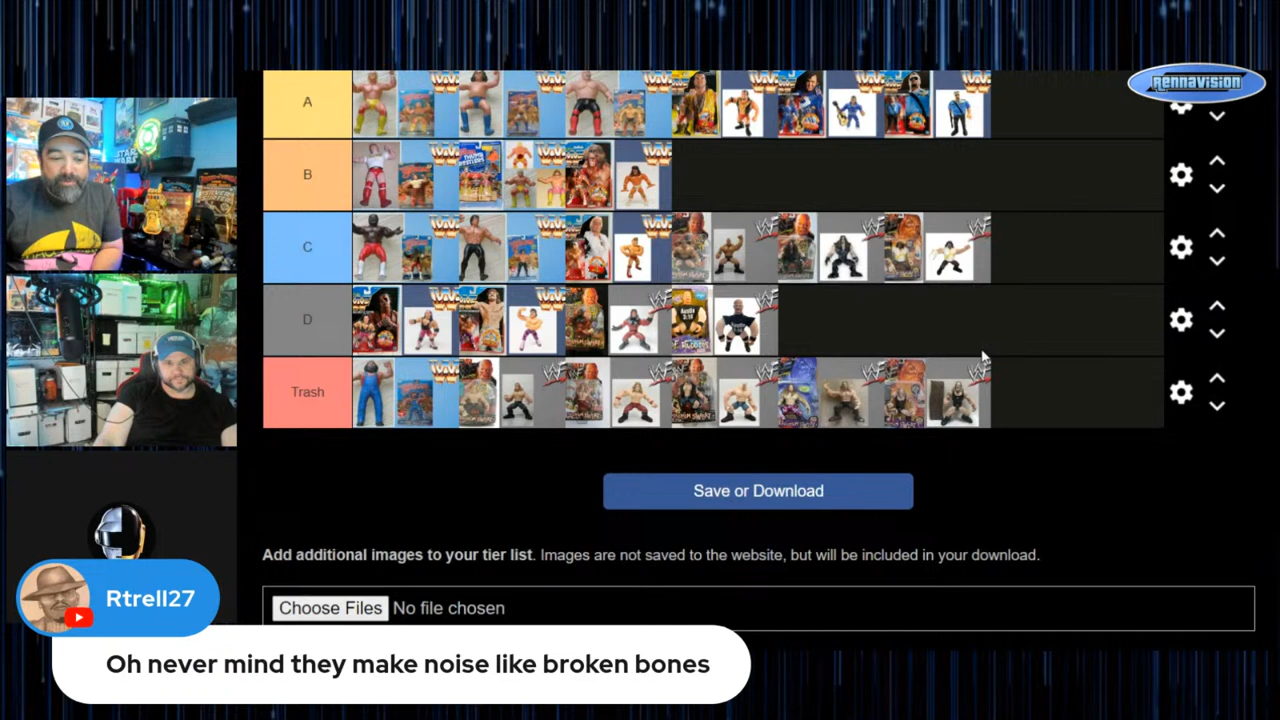 RENNAVISION
A
B
C
D
Trash
Save or Download
Add additional images to your tier list. Images are not saved to the website, but will be included in your download.
Choose Files No file chosen
Rtrell27
Oh never mind they make noise like broken bones